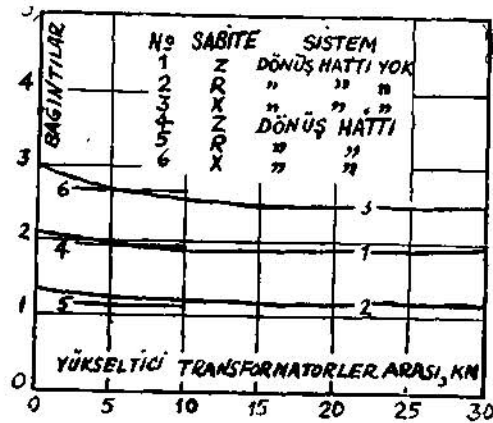 5
4
3
2
1
0
BAĞINTILAR
Nº SABİTE SİSTEM
1 Z DÖNÜŞ HATTI YOK
2 R " " "
3 X " " "
4 Z DÖNÜŞ HATTI
5 R " "
6 X " "
6 3
4 1
5 2
YÜKSELTİCİ TRANSFORMATÖRLER ARASI, KM
0 5 10 15 20 25 30